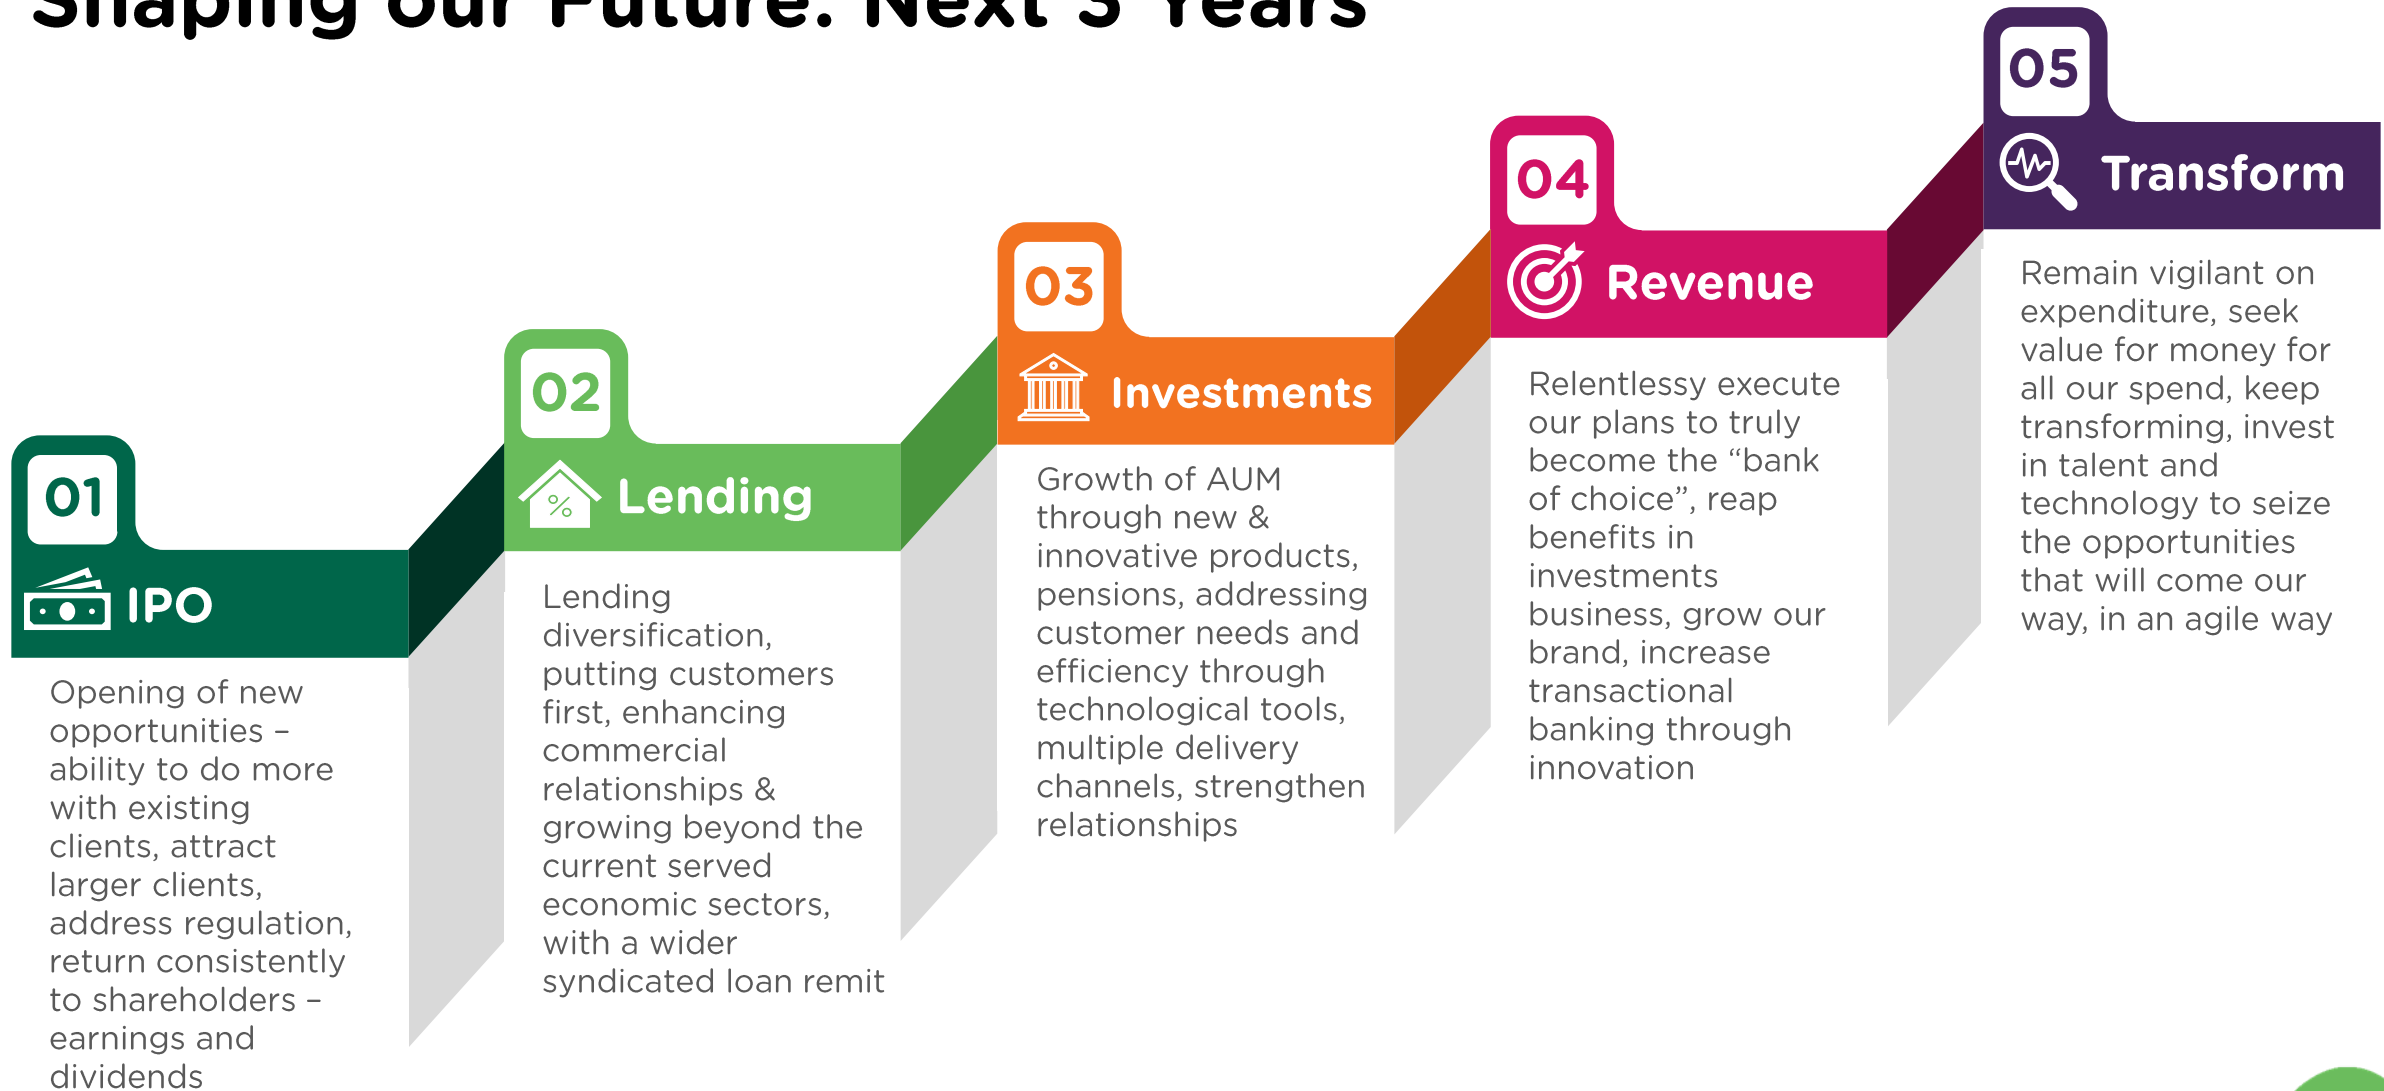 Shaping our Future: Next Years
01
IPO
Opening of new
opportunities –
ability to do more
with existing
clients, attract
larger clients,
address regulation,
return consistently
to shareholders –
earnings and
dividends
02
%
Lending
Lending
diversification,
putting customers
first, enhancing
commercial
relationships &
growing beyond the
current served
economic sectors,
with a wider
syndicated loan remit
03
Investments
Growth of AUM
through new &
innovative products,
pensions, addressing
customer needs and
efficiency through
technological tools,
multiple delivery
channels, strengthen
relationships
04
Revenue
Relentlessy execute
our plans to truly
become the “bank
of choice”, reap
benefits in
investments
business, grow our
brand, increase
transactional
banking through
innovation
05
Transform
Remain vigilant on
expenditure, seek
value for money for
all our spend, keep
transforming, invest
in talent and
technology to seize
the opportunities
that will come our
way, in an agile way